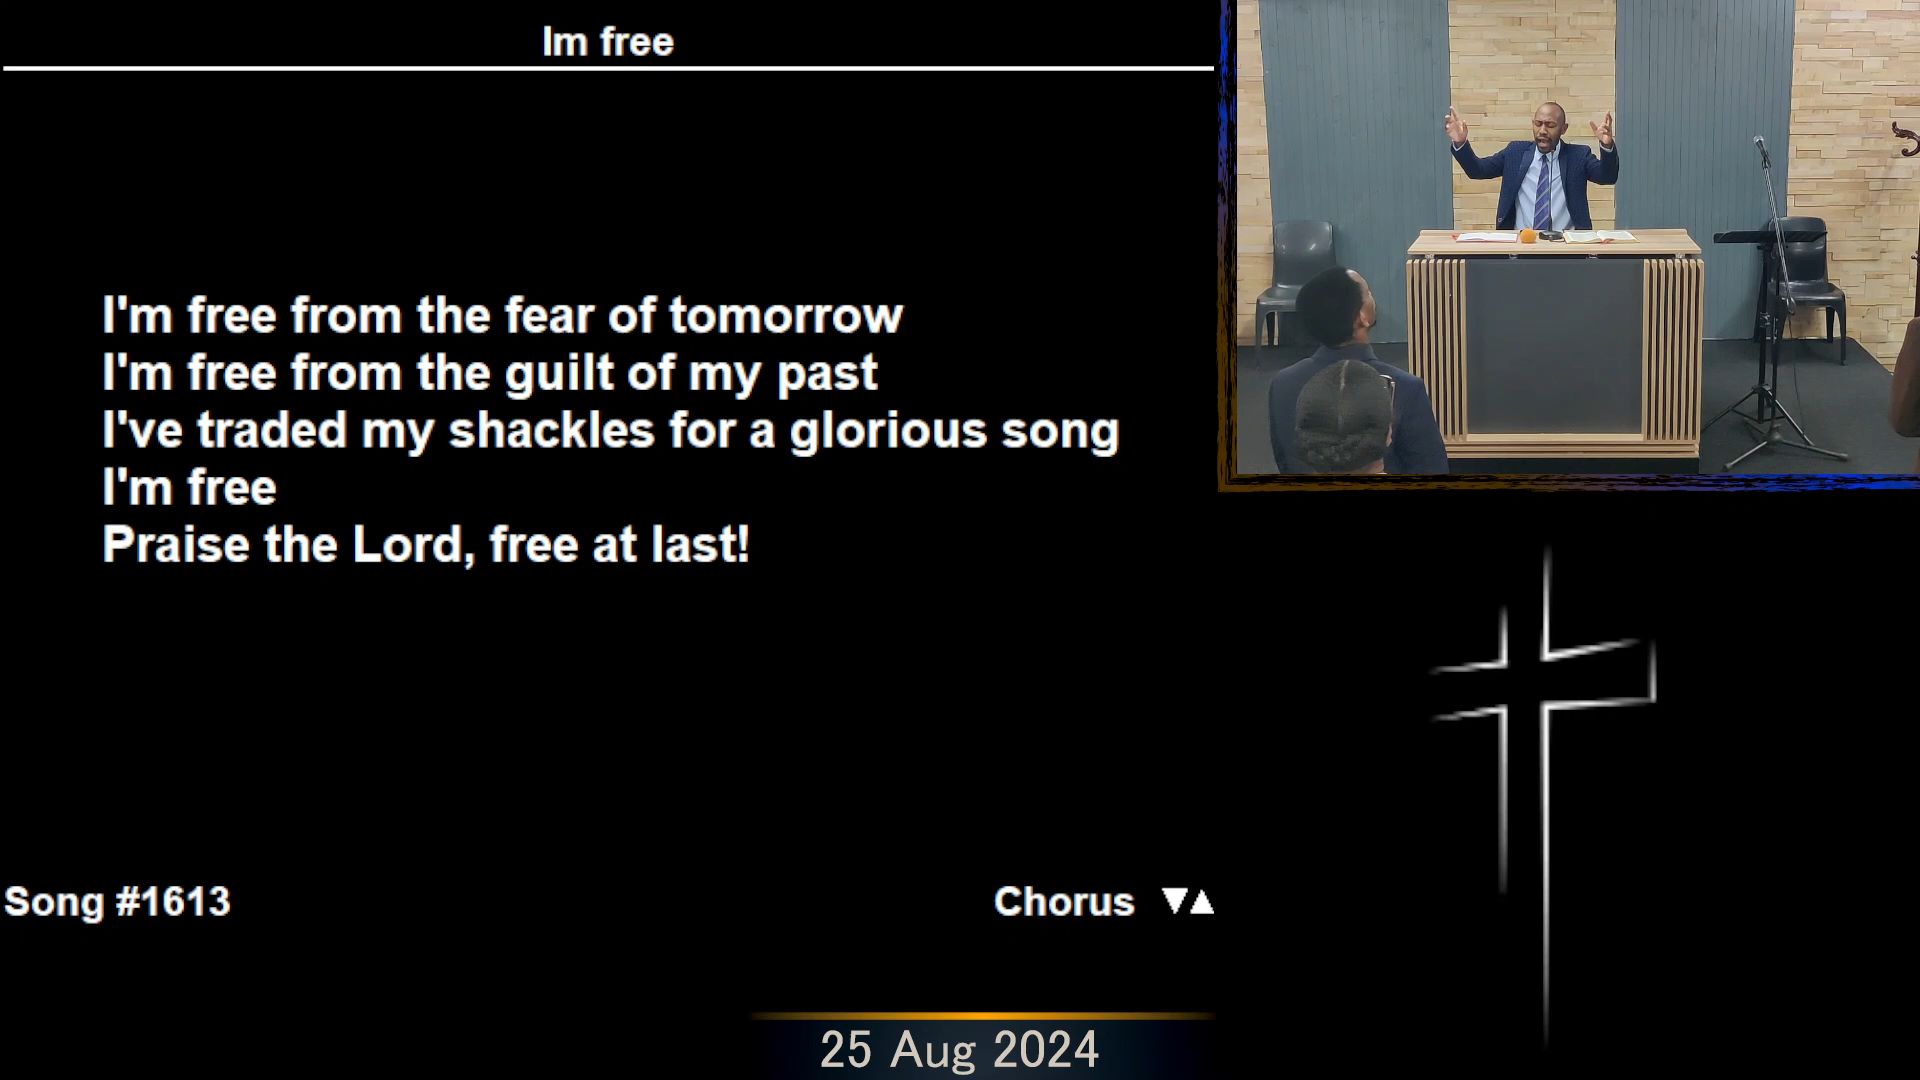 Im free
I'm free from the fear of tomorrow
I'm free from the guilt of my past
I've traded my shackles for a glorious song
I'm free
Praise the Lord, free at last!
Song #1613
Chorus ▼▲
25 Aug 2024